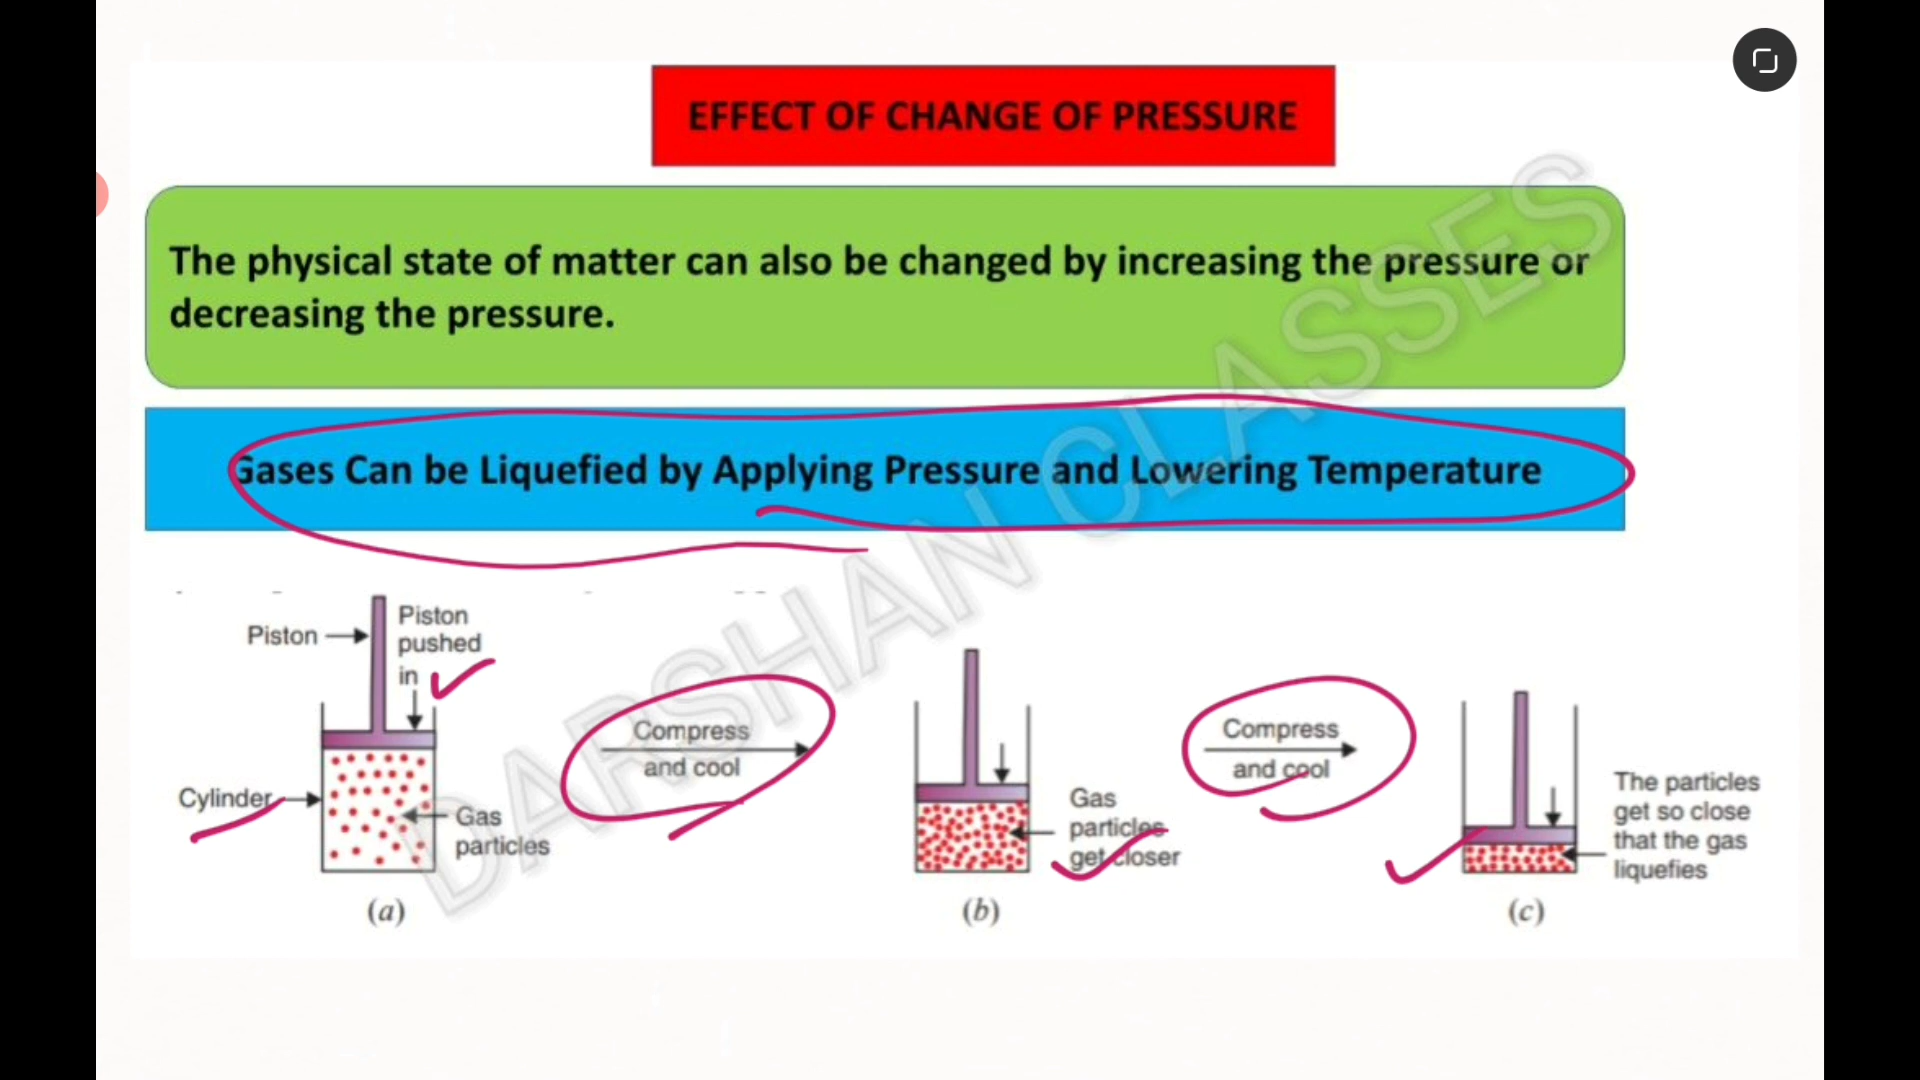 EFFECT OF CHANGE OF PRESSURE
The physical state of matter can also be changed by increasing the pressure or
decreasing the pressure.
Gases Can be Liquefied by Applying Pressure and Lowering Temperature
Piston
Piston
pushed
in
Cylinder
Gas
particles
(a)
Compress
and cool
Gas
particles
get closer
(b)
Compress
and cool
The particles
get so close
that the gas
liquefies
(c)
DARSHAN CLASSES